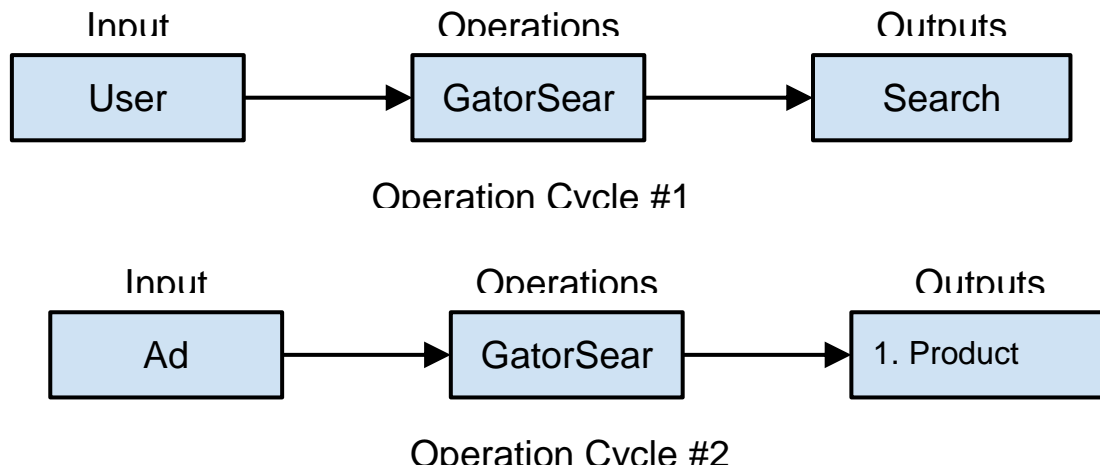 Input Operations Outputs
User GatorSear Search
Operation Cycle #1
Input Operations Outputs
Ad GatorSear 1. Product
Operation Cycle #2